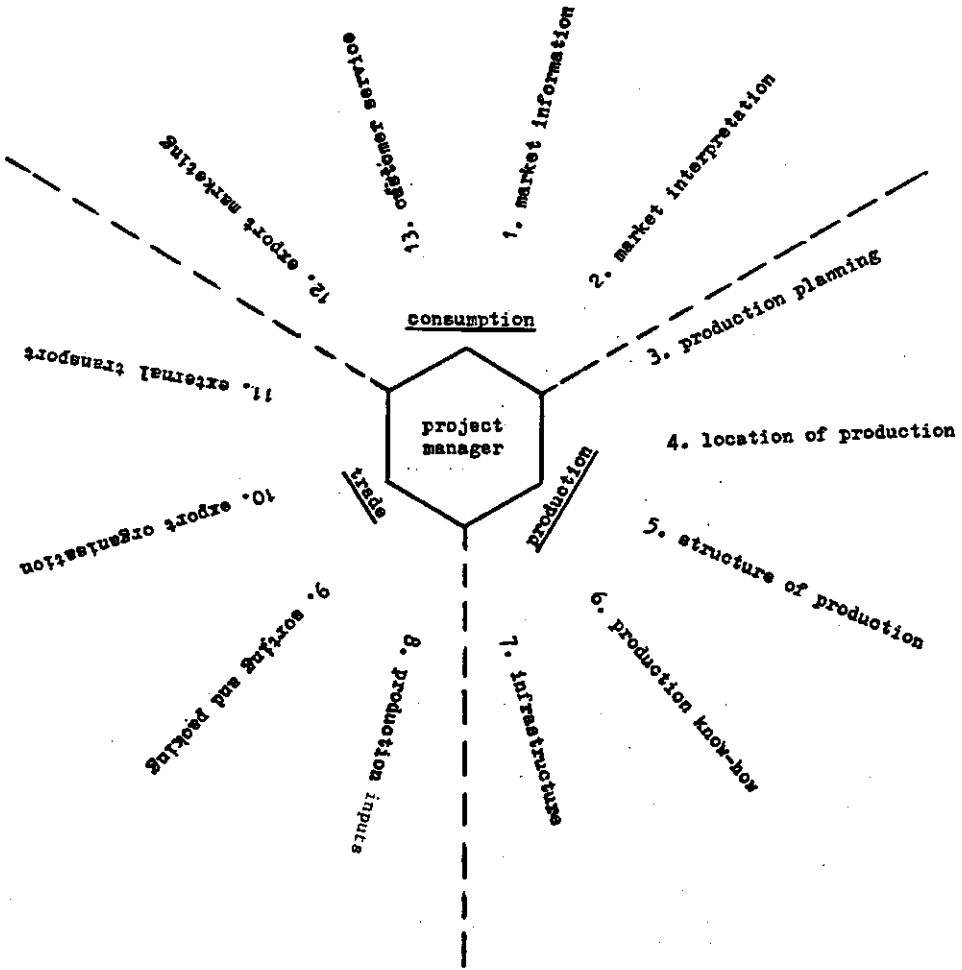 project
manager
consumption
production
trade
1. market information
2. market interpretation
3. production planning
4. location of production
5. structure of production
6. production know-how
7. infrastructure
8. production inputs
9. sorting and packing
10. export organisation
11. external transport
12. export marketing
13. customer service